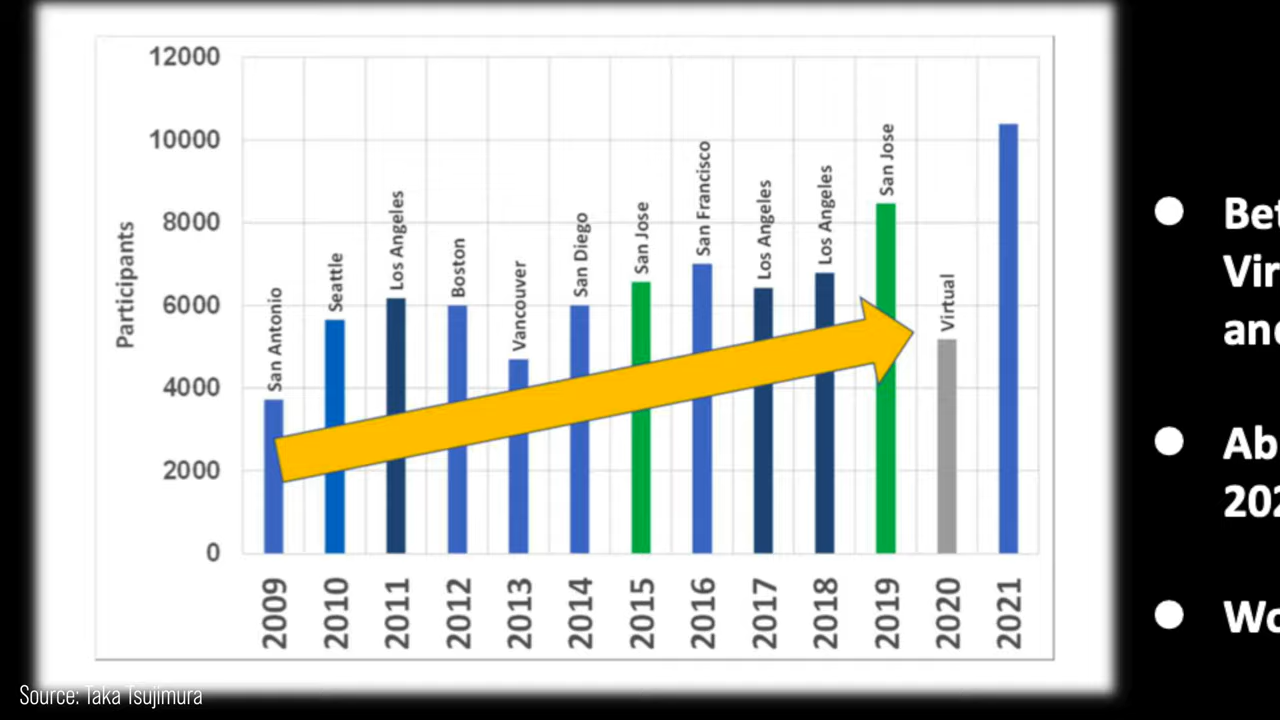 12000
10000
8000
6000
4000
2000
0
Participants
San Antonio
Seattle
Los Angeles
Boston
Vancouver
San Diego
San Jose
San Francisco
Los Angeles
Los Angeles
San Jose
Virtual
2009
2010
2011
2012
2013
2014
2015
2016
2017
2018
2019
2020
2021
Source: Taka Tsujimura